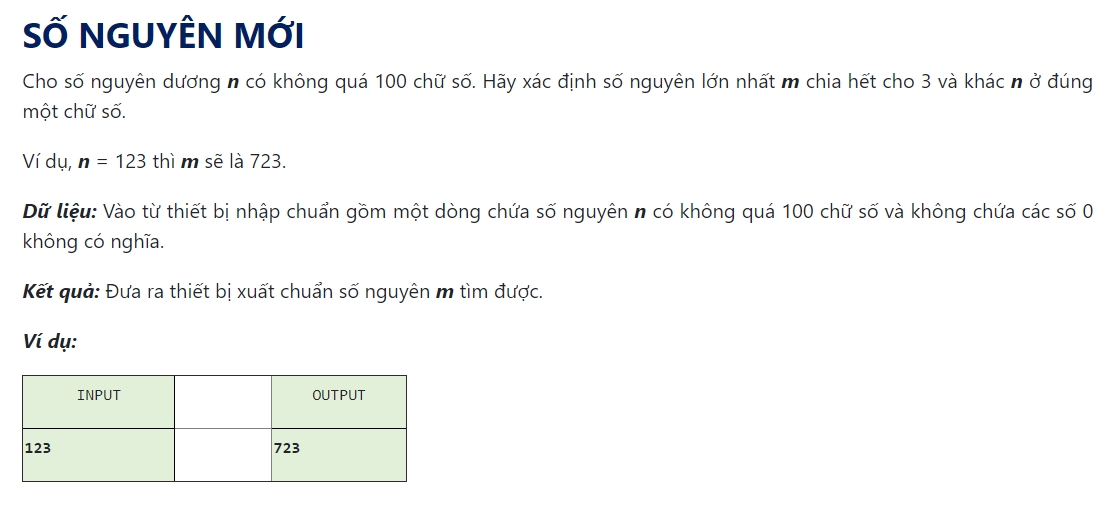 SỐ NGUYÊN MỚI
Cho số nguyên dương n có không quá 100 chữ số. Hãy xác định số nguyên lớn nhất m chia hết cho 3 và khác n ở đúng
một chữ số.
Ví dụ, n = 123 thì m sẽ là 723.
Dữ liệu: Vào từ thiết bị nhập chuẩn gồm một dòng chứa số nguyên n có không quá 100 chữ số và không chứa các số 0
không có nghĩa.
Kết quả: Đưa ra thiết bị xuất chuẩn số nguyên m tìm được.
Ví dụ:
INPUT OUTPUT
123 723